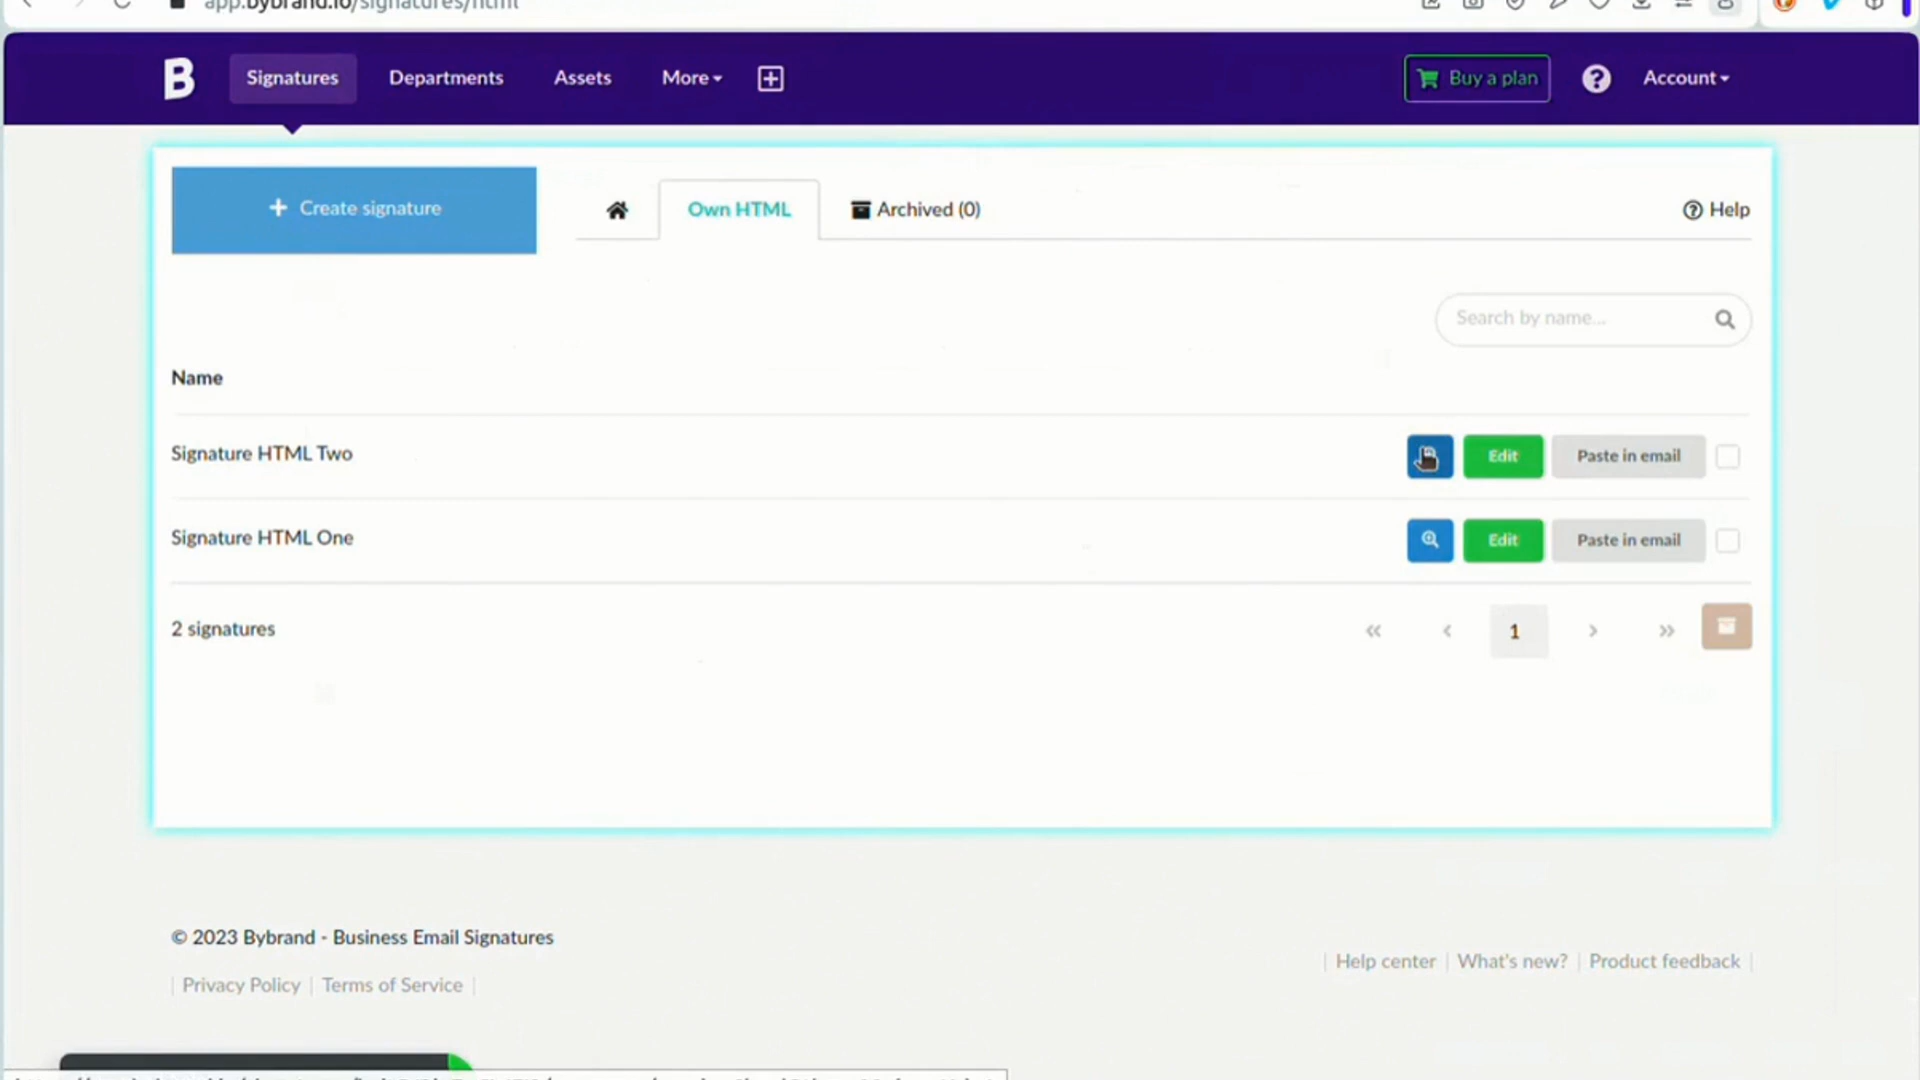 app.bybrand.io/signatures/html
B Signatures Departments Assets More Buy a plan Account
Create signature Own HTML Archived (0) Help
Search by name...
Name
Signature HTML Two Edit Paste in email
Signature HTML One Edit Paste in email
2 signatures « ‹ 1 › »
© 2023 Bybrand - Business Email Signatures
| Help center | What's new? | Product feedback |
| Privacy Policy | Terms of Service |